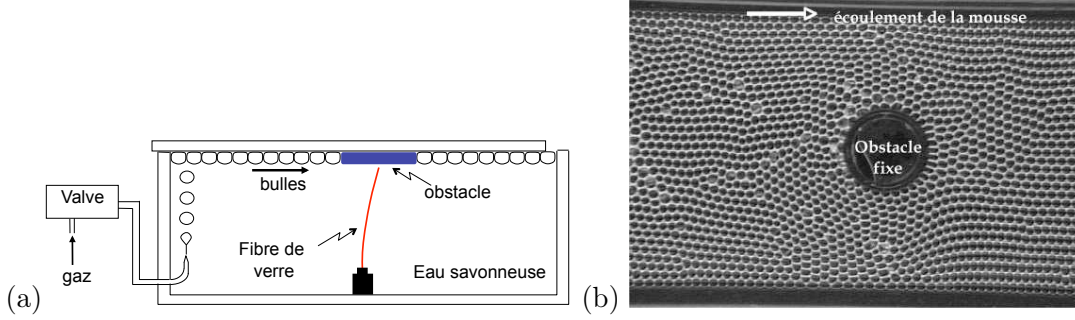 Valve
gaz
bulles
obstacle
Fibre de
verre
Eau savonneuse
(a)
écoulement de la mousse
Obstacle
fixe
(b)